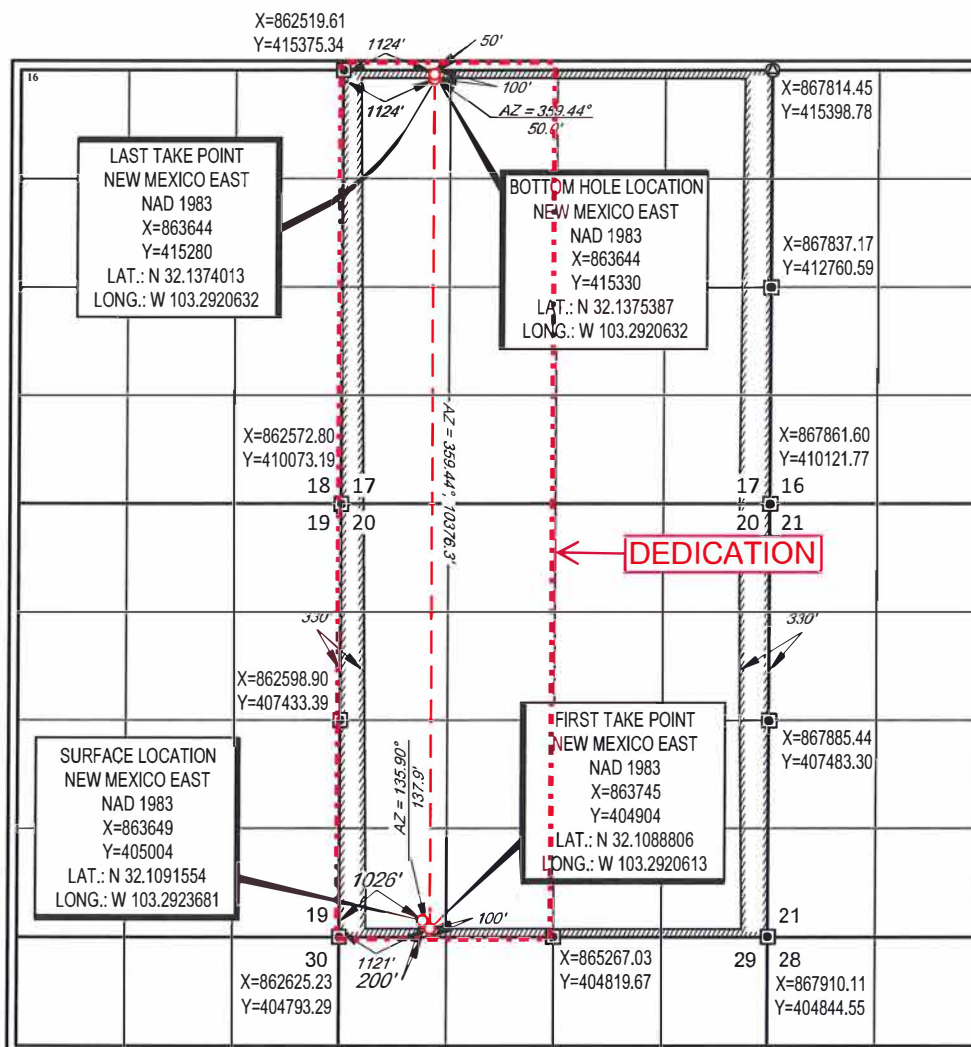 X=862519.61
Y=415375.34
1124'
50'
16
1124'
100'
AZ = 359.44°
50.0'
X=867814.45
Y=415398.78
LAST TAKE POINT
NEW MEXICO EAST
NAD 1983
X=863644
Y=415280
LAT.: N 32.1374013
LONG.: W 103.2920632
BOTTOM HOLE LOCATION
NEW MEXICO EAST
NAD 1983
X=863644
Y=415330
LAT.: N 32.1375387
LONG.: W 103.2920632
X=867837.17
Y=412760.59
AZ = 359.44°, 10376.3'
X=862572.80
Y=410073.19
X=867861.60
Y=410121.77
18 17
19 20
17 16
20 21
DEDICATION
330'
330'
X=862598.90
Y=407433.39
X=867885.44
Y=407483.30
SURFACE LOCATION
NEW MEXICO EAST
NAD 1983
X=863649
Y=405004
LAT.: N 32.1091554
LONG.: W 103.2923681
AZ = 135.90°
137.9'
FIRST TAKE POINT
NEW MEXICO EAST
NAD 1983
X=863745
Y=404904
LAT.: N 32.1088806
LONG.: W 103.2920613
1026'
100'
19
21
30
1121'
200'
29 28
X=862625.23
Y=404793.29
X=865267.03
Y=404819.67
X=867910.11
Y=404844.55